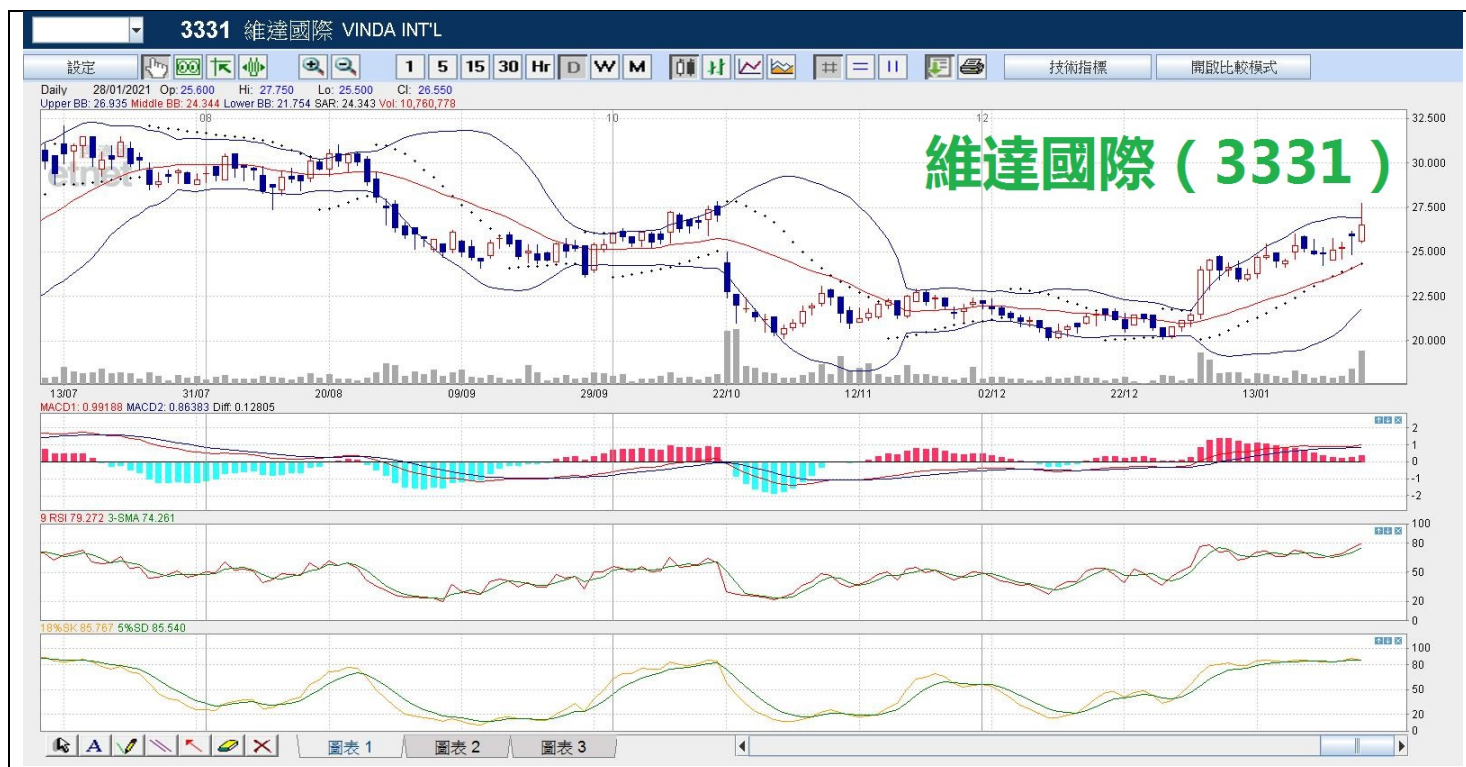 3331 維達國際 VINDA INT'L
設定 1 5 15 30 Hr D W M 技術指標 開啟比較模式
Daily 28/01/2021 Op:25.600 Hi: 27.750 Lo: 25.500 Cl: 26.550
Upper BB: 26.935 Middle BB: 24.344 Lower BB: 21.754 SAR: 24.343 Vol: 10,760,778
08 10 12
維達國際（3331）
etnet
32.500
30.000
27.500
25.000
22.500
20.000
13/07 31/07 20/08 09/09 29/09 22/10 12/11 02/12 22/12 13/01
MACD1: 0.99188 MACD2: 0.86383 Diff: 0.12805
2
1
0
-1
-2
9 RSI 79.272 3-SMA 74.261
100
80
50
20
0
18%SK 85.767 5%SD 85.540
100
80
50
20
0
A 圖表 1 圖表 2 圖表 3